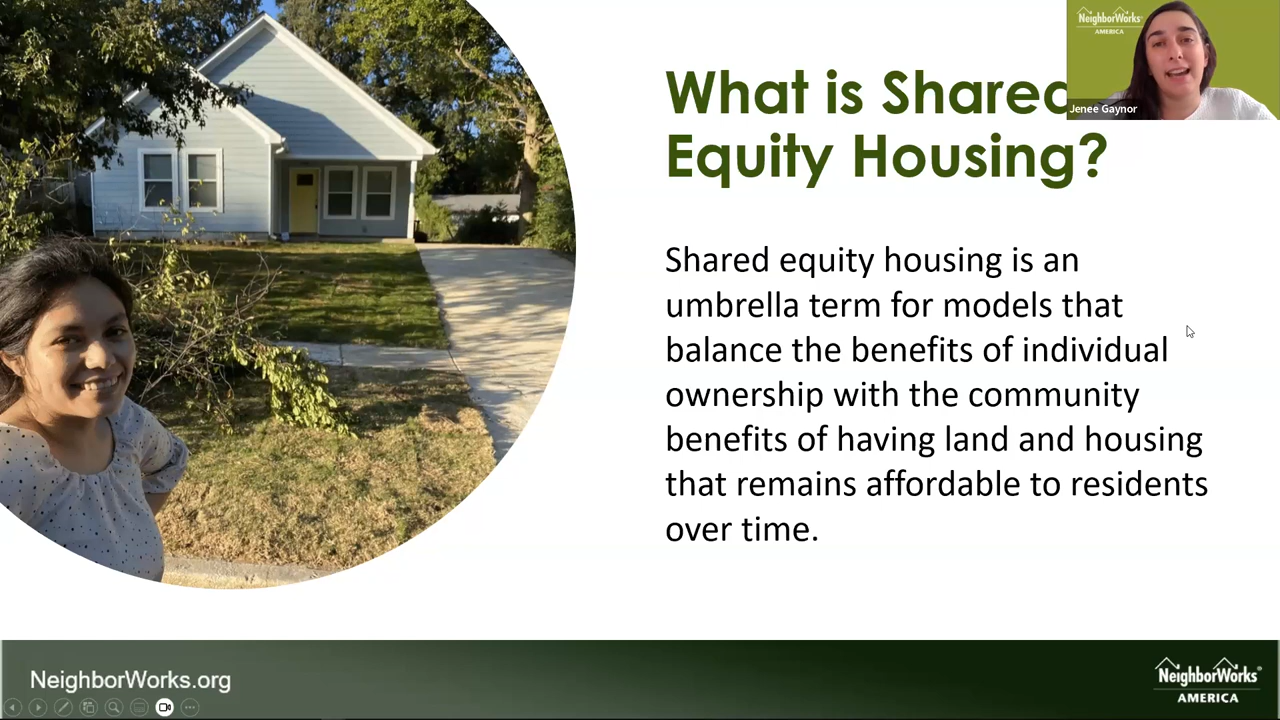 NeighborWorks®
AMERICA
Jenee Gaynor
What is Shared
Equity Housing?
Shared equity housing is an
umbrella term for models that
balance the benefits of individual
ownership with the community
benefits of having land and housing
that remains affordable to residents
over time.
NeighborWorks.org
NeighborWorks®
AMERICA